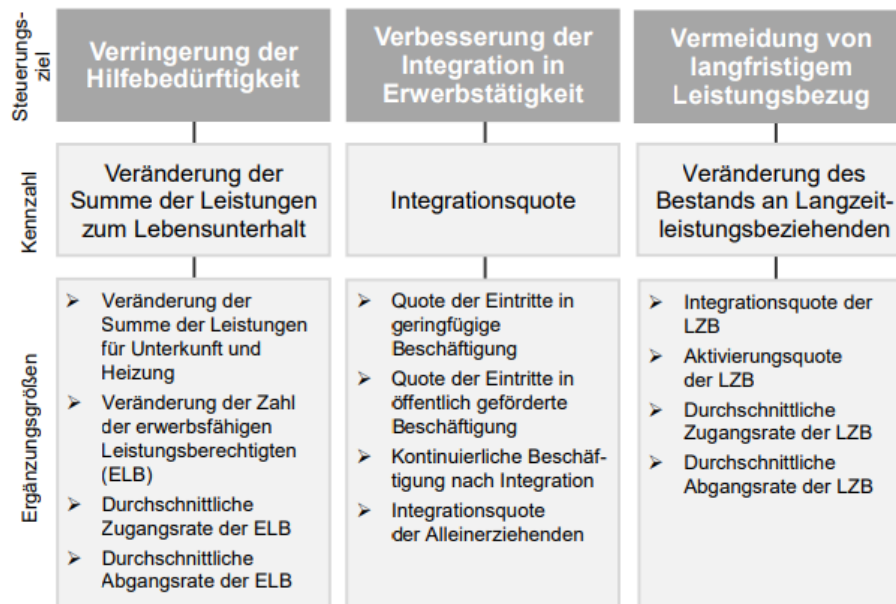 Steuerungs-
ziel
Verringerung der
Hilfebedürftigkeit
Verbesserung der
Integration in
Erwerbstätigkeit
Vermeidung von
langfristigem
Leistungsbezug
Kennzahl
Veränderung der
Summe der Leistungen
zum Lebensunterhalt
Integrationsquote
Veränderung des
Bestands an Langzeit-
leistungsbeziehenden
Ergänzungsgrößen
➢ Veränderung der
Summe der Leistungen
für Unterkunft und
Heizung
➢ Veränderung der Zahl
der erwerbsfähigen
Leistungsberechtigten
(ELB)
➢ Durchschnittliche
Zugangsrate der ELB
➢ Durchschnittliche
Abgangsrate der ELB
➢ Quote der Eintritte in
geringfügige
Beschäftigung
➢ Quote der Eintritte in
öffentlich geförderte
Beschäftigung
➢ Kontinuierliche Beschäf-
tigung nach Integration
➢ Integrationsquote
der Alleinerziehenden
➢ Integrationsquote der
LZB
➢ Aktivierungsquote
der LZB
➢ Durchschnittliche
Zugangsrate der LZB
➢ Durchschnittliche
Abgangsrate der LZB